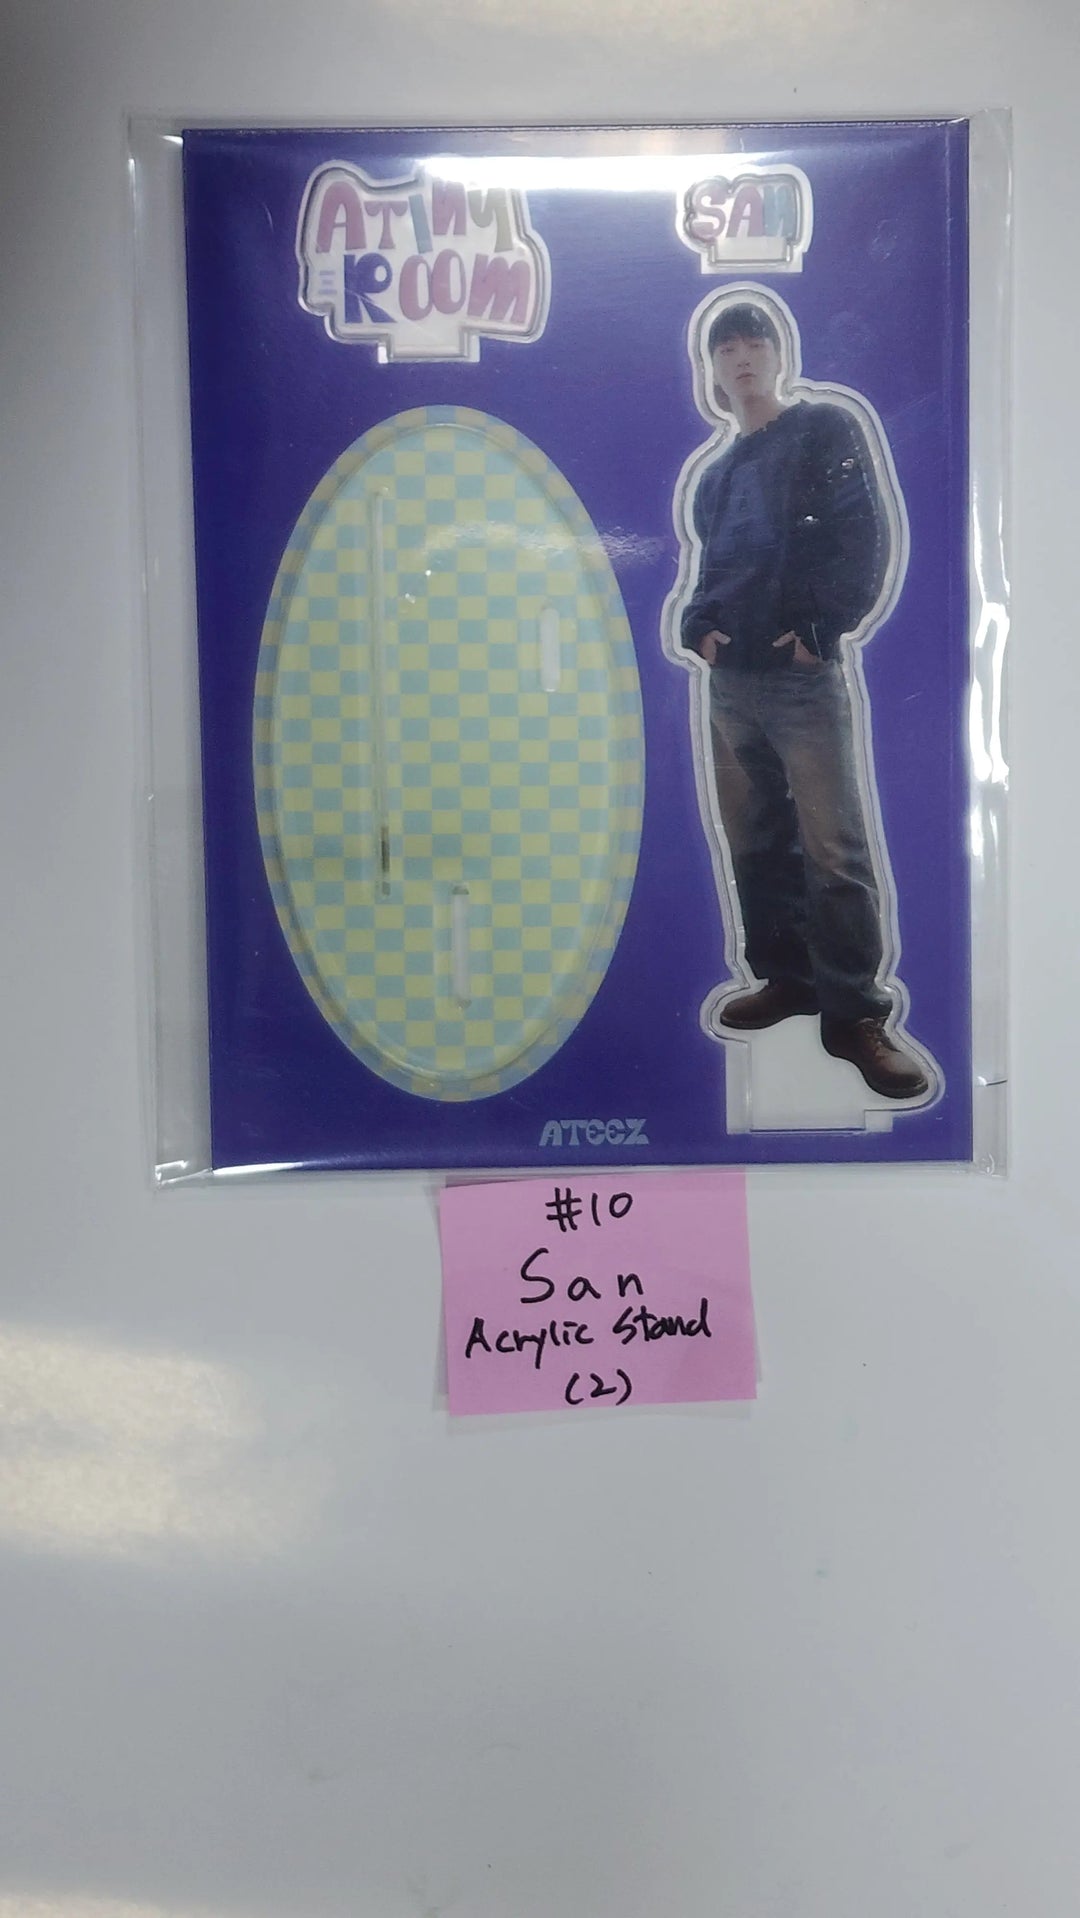 ATINY
ROOM
SAN
ATEEZ
#10
San
Acrylic Stand
(2)